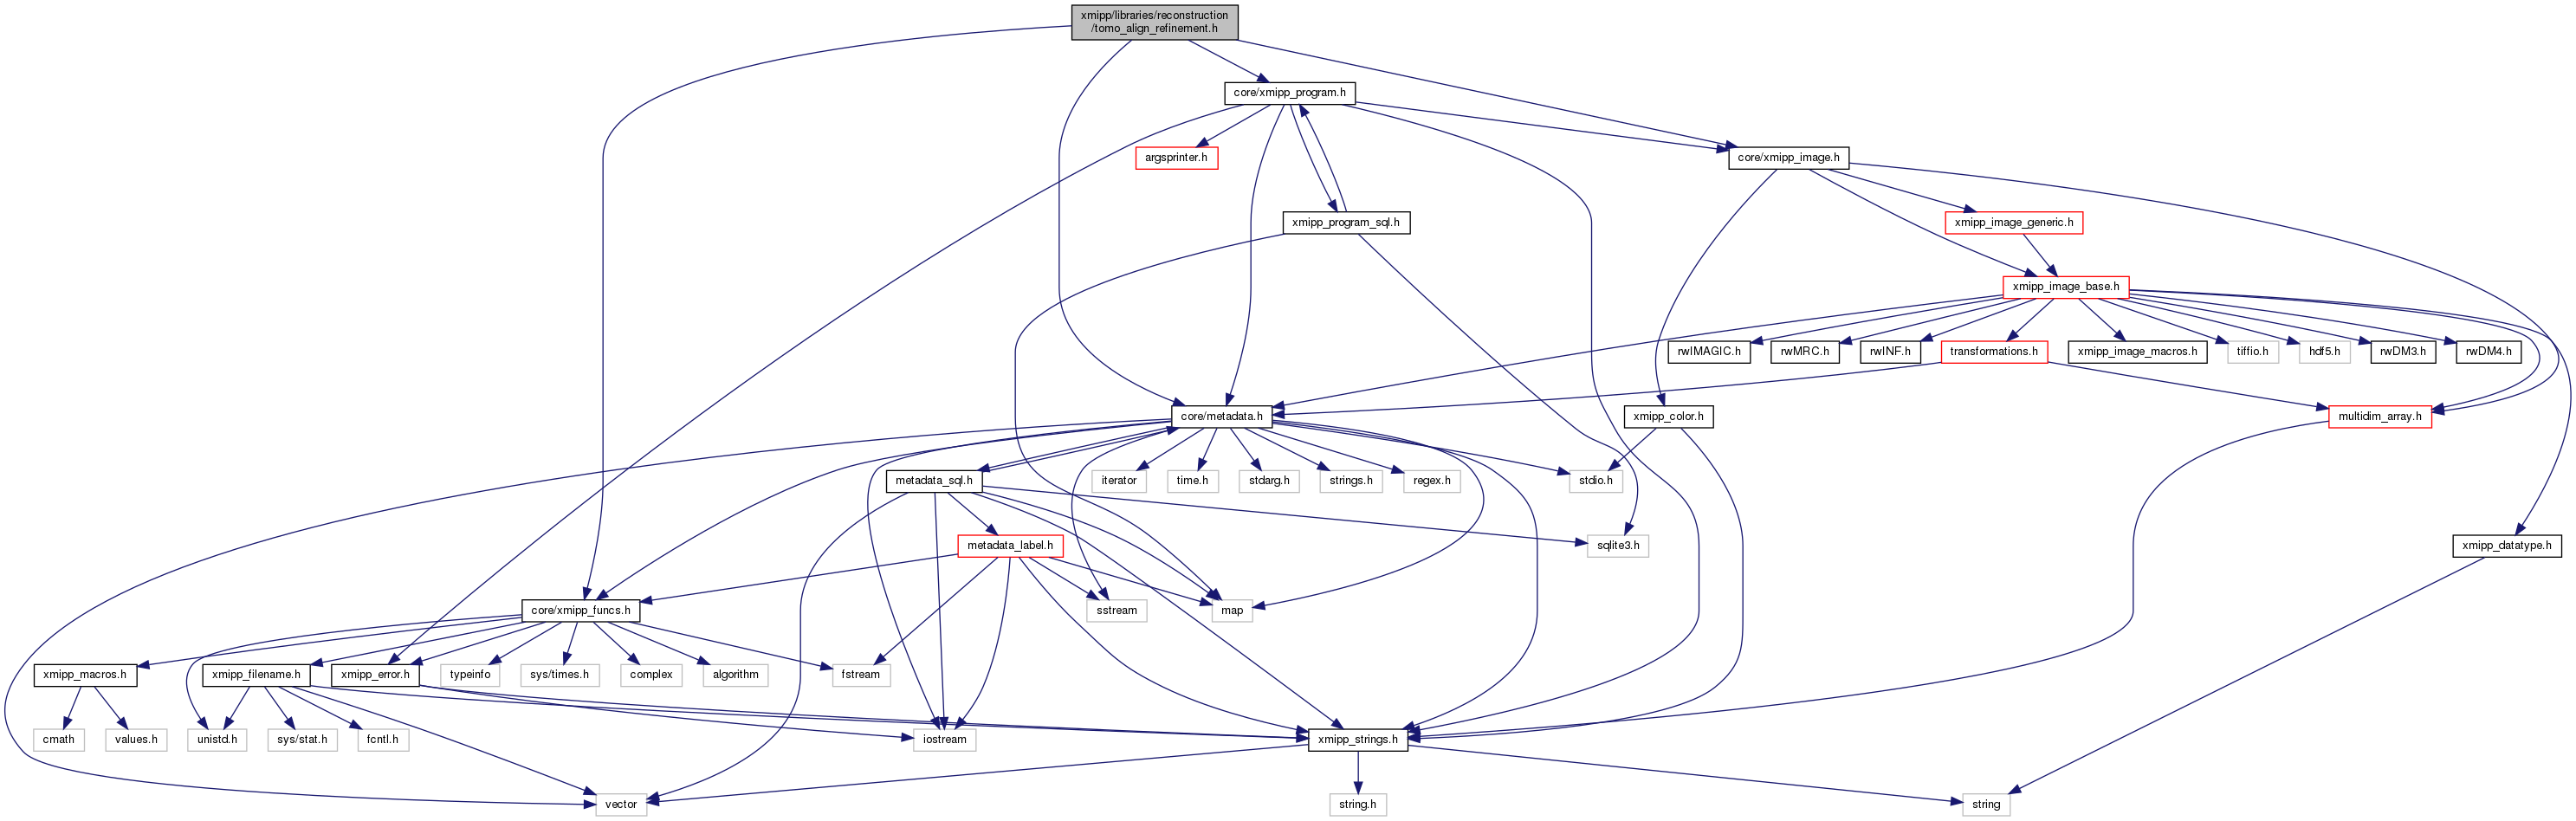 xmipp/libraries/reconstruction
/tomo_align_refinement.h
core/xmipp_program.h
argsprinter.h
core/xmipp_image.h
xmipp_program_sql.h
xmipp_image_generic.h
xmipp_image_base.h
rwIMAGIC.h
rwMRC.h
rwINF.h
transformations.h
xmipp_image_macros.h
tiffio.h
hdf5.h
rwDM3.h
rwDM4.h
core/metadata.h
xmipp_color.h
multidim_array.h
metadata_sql.h
iterator
time.h
stdarg.h
strings.h
regex.h
stdio.h
metadata_label.h
sqlite3.h
xmipp_datatype.h
core/xmipp_funcs.h
sstream
map
xmipp_macros.h
xmipp_filename.h
xmipp_error.h
typeinfo
sys/times.h
complex
algorithm
fstream
cmath
values.h
unistd.h
sys/stat.h
fcntl.h
iostream
xmipp_strings.h
vector
string.h
string